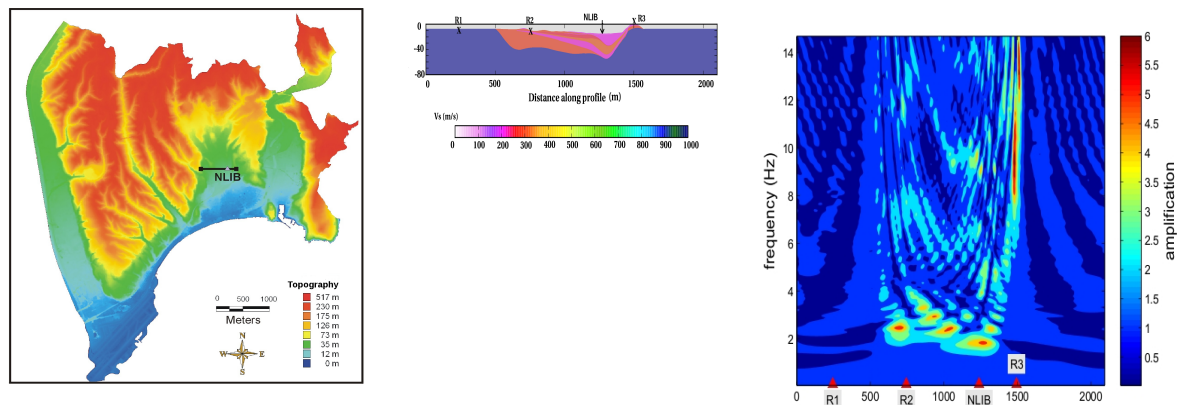 NLIB
Topography
517 m
230 m
175 m
126 m
73 m
35 m
12 m
0 m
0 500 1000
Meters
N
W E
S
R1 R2 NLIB R3
X X X
0
-40
-80
0 500 1000 1500 2000
Distance along profile (m)
Vs (m/s)
0 100 200 300 400 500 600 700 800 900 1000
frequency (Hz)
14
12
10
8
6
4
2
0 500 1000 1500 2000
R1 R2 NLIB R3
6
5.5
5
4.5
4
3.5
3
2.5
2
1.5
1
0.5
amplification